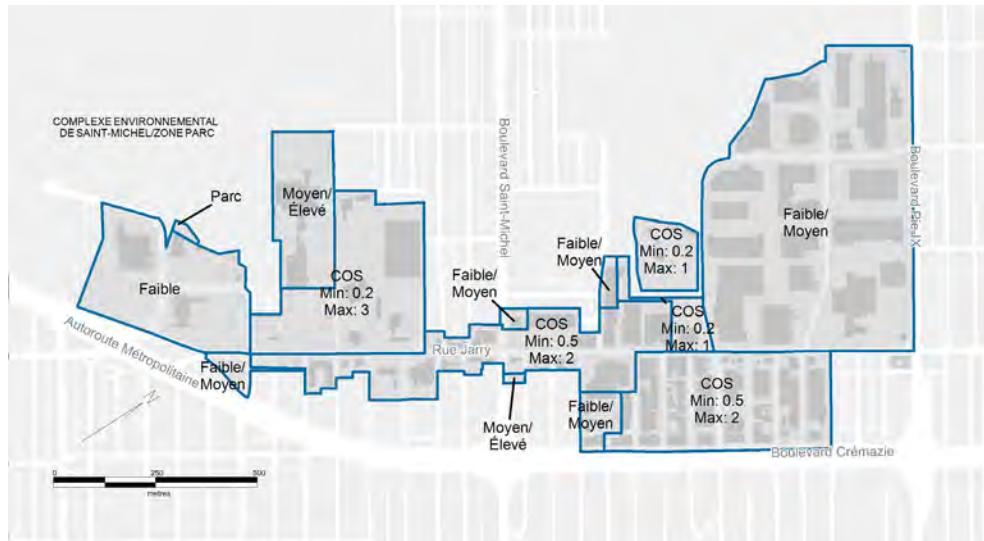 COMPLEXE ENVIRONNEMENTAL
DE SAINT-MICHEL/ZONE PARC
Parc
Moyen/
Élevé
Boulevard Saint-Michel
Boulevard Pie-IX
Faible/
Moyen
COS
Min: 0.2
Max: 1
Faible/
Moyen
Faible/
Moyen
COS
Min: 0.2
Max: 3
Faible
COS
Min: 0.2
Max: 1
COS
Min: 0.5
Max: 2
Autoroute Métropolitaine
Rue Jarry
Faible/
Moyen
COS
Min: 0.5
Max: 2
Faible/
Moyen
Moyen/
Élevé
N
Boulevard Crémazie
0 250 500
metres